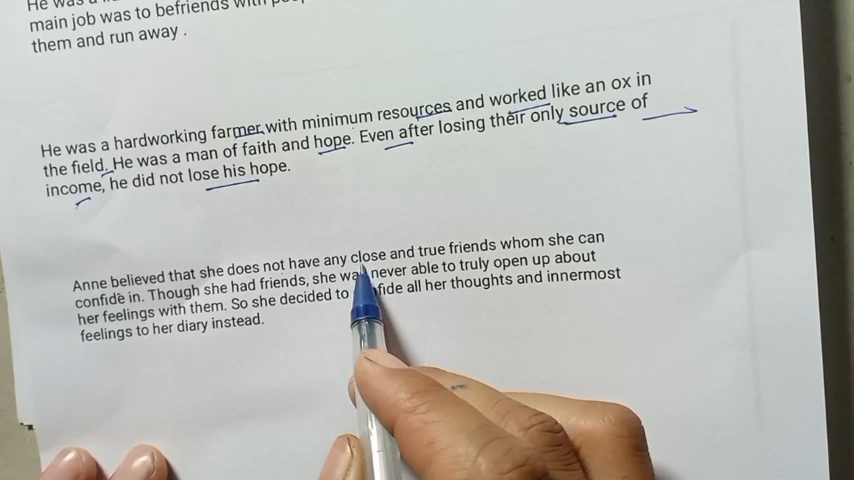 He was a
main job was to befriends with
them and run away .
He was a hardworking farmer with minimum resources and worked like an ox in
the field. He was a man of faith and hope. Even after losing their only source of
income, he did not lose his hope.
Anne believed that she does not have any close and true friends whom she can
confide in. Though she had friends, she was never able to truly open up about
her feelings with them. So she decided to confide all her thoughts and innermost
feelings to her diary instead.